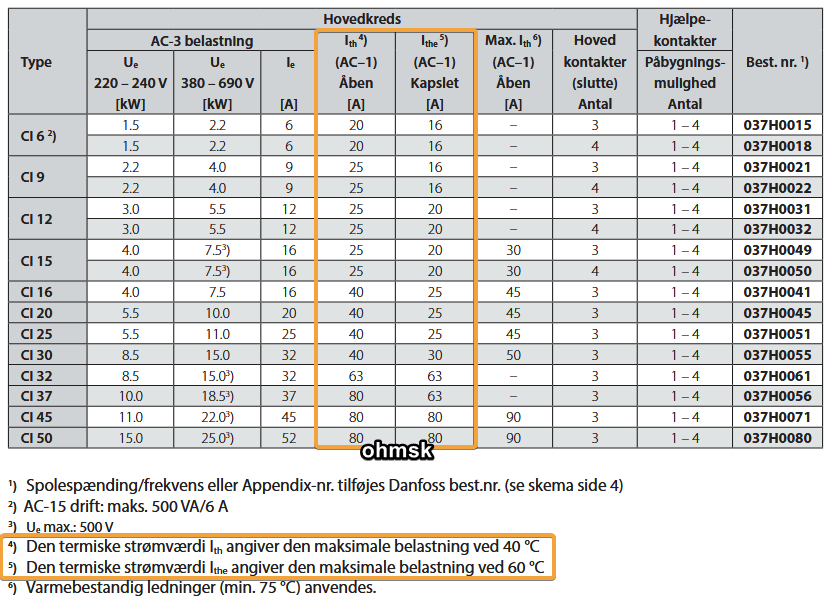 Hovedkreds
Hjælpe-
kontakter
Type
AC-3 belastning
Ith 4)
Ithe 5)
Max. Ith 6)
Hoved
Best. nr. 1)
Ue
Ue
Ie
(AC–1)
(AC–1)
(AC–1)
kontakter
Påbygnings-
220 – 240 V
380 – 690 V
Åben
Kapslet
Åben
(slutte)
mulighed
[kW]
[kW]
[A]
[A]
[A]
[A]
Antal
Antal
CI 6 2)
1.5 2.2 6 20 16 – 3 1 – 4 037H0015
1.5 2.2 6 20 16 – 4 1 – 4 037H0018
CI 9
2.2 4.0 9 25 16 – 3 1 – 4 037H0021
2.2 4.0 9 25 16 – 4 1 – 4 037H0022
CI 12
3.0 5.5 12 25 20 – 3 1 – 4 037H0031
3.0 5.5 12 25 20 – 4 1 – 4 037H0032
CI 15
4.0 7.53) 16 25 20 30 3 1 – 4 037H0049
4.0 7.53) 16 25 20 30 4 1 – 4 037H0050
CI 16 4.0 7.5 16 40 25 45 3 1 – 4 037H0041
CI 20 5.5 10.0 20 40 25 45 3 1 – 4 037H0045
CI 25 5.5 11.0 25 40 25 45 3 1 – 4 037H0051
CI 30 8.5 15.0 32 40 30 50 3 1 – 4 037H0055
CI 32 8.5 15.03) 32 63 63 – 3 1 – 4 037H0061
CI 37 10.0 18.53) 37 80 63 – 3 1 – 4 037H0056
CI 45 11.0 22.03) 45 80 80 90 3 1 – 4 037H0071
CI 50 15.0 25.03) 52 80 80 90 3 1 – 4 037H0080
ohmsk
1) Spolespænding/frekvens eller Appendix-nr. tilføjes Danfoss best.nr. (se skema side 4)
2) AC-15 drift: maks. 500 VA/6 A
3) Ue max.: 500 V
4) Den termiske strømværdi Ith angiver den maksimale belastning ved 40 °C
5) Den termiske strømværdi Ithe angiver den maksimale belastning ved 60 °C
6) Varmebestandig ledninger (min. 75 °C) anvendes.